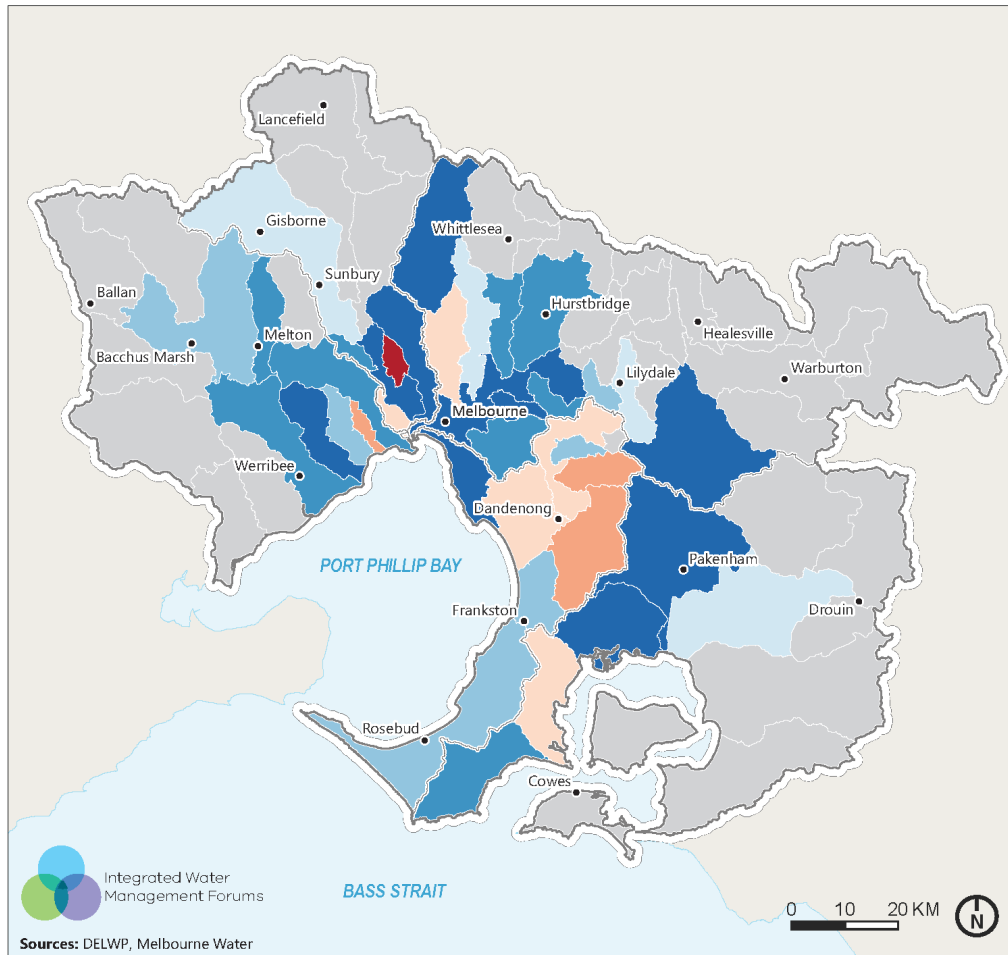 Lancefield
Gisborne
Whittlesea
Sunbury
Ballan
Hurstbridge
Healesville
Melton
Bacchus Marsh
Lilydale
Warburton
Melbourne
Werribee
Dandenong
PORT PHILLIP BAY
Pakenham
Frankston
Drouin
Rosebud
Cowes
Integrated Water
Management Forums
BASS STRAIT
0 10 20 KM
N
Sources: DELWP, Melbourne Water